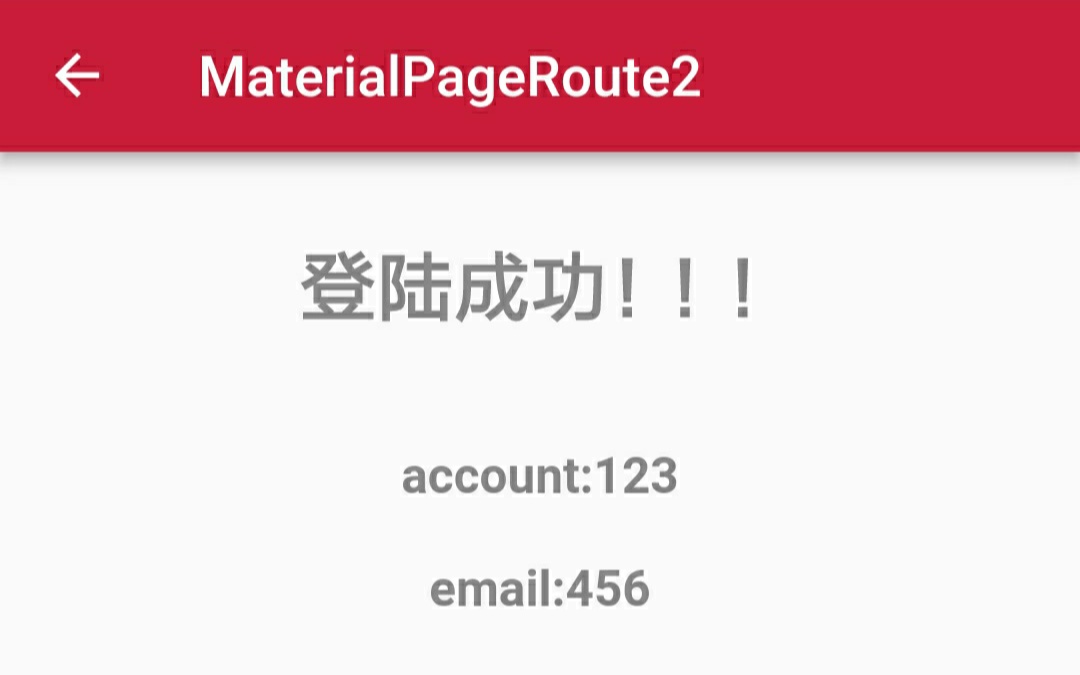 MaterialPageRoute2
登陆成功！！！
account:123
email:456